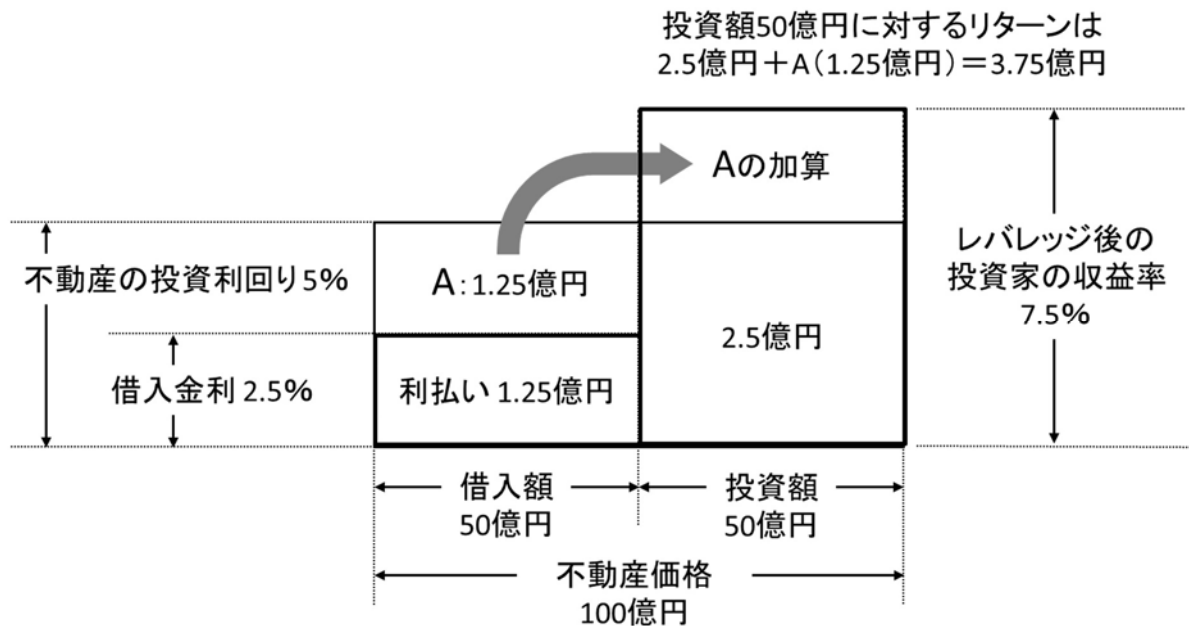 投資額50億円に対するリターンは
2.5億円＋A（1.25億円）＝3.75億円
Aの加算
不動産の投資利回り5%
A：1.25億円
レバレッジ後の
投資家の収益率
7.5%
2.5億円
借入金利 2.5%
利払い 1.25億円
借入額
50億円
投資額
50億円
不動産価格
100億円